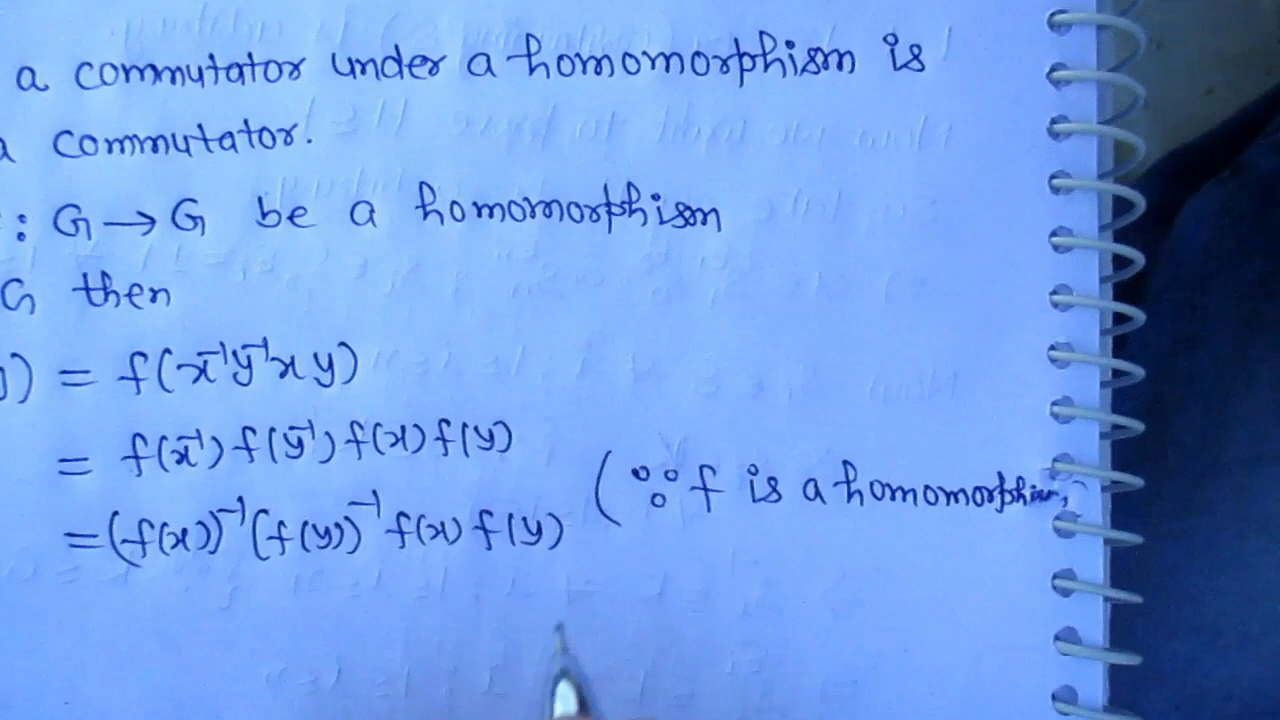 a commutator under a homomorphism is
a commutator.
: G → G be a homomorphism
G then
) = f(x⁻¹y⁻¹xy)
= f(x⁻¹) f(y⁻¹) f(x) f(y)
(∵ f is a homomorphism)
= (f(x))⁻¹ (f(y))⁻¹ f(x) f(y)